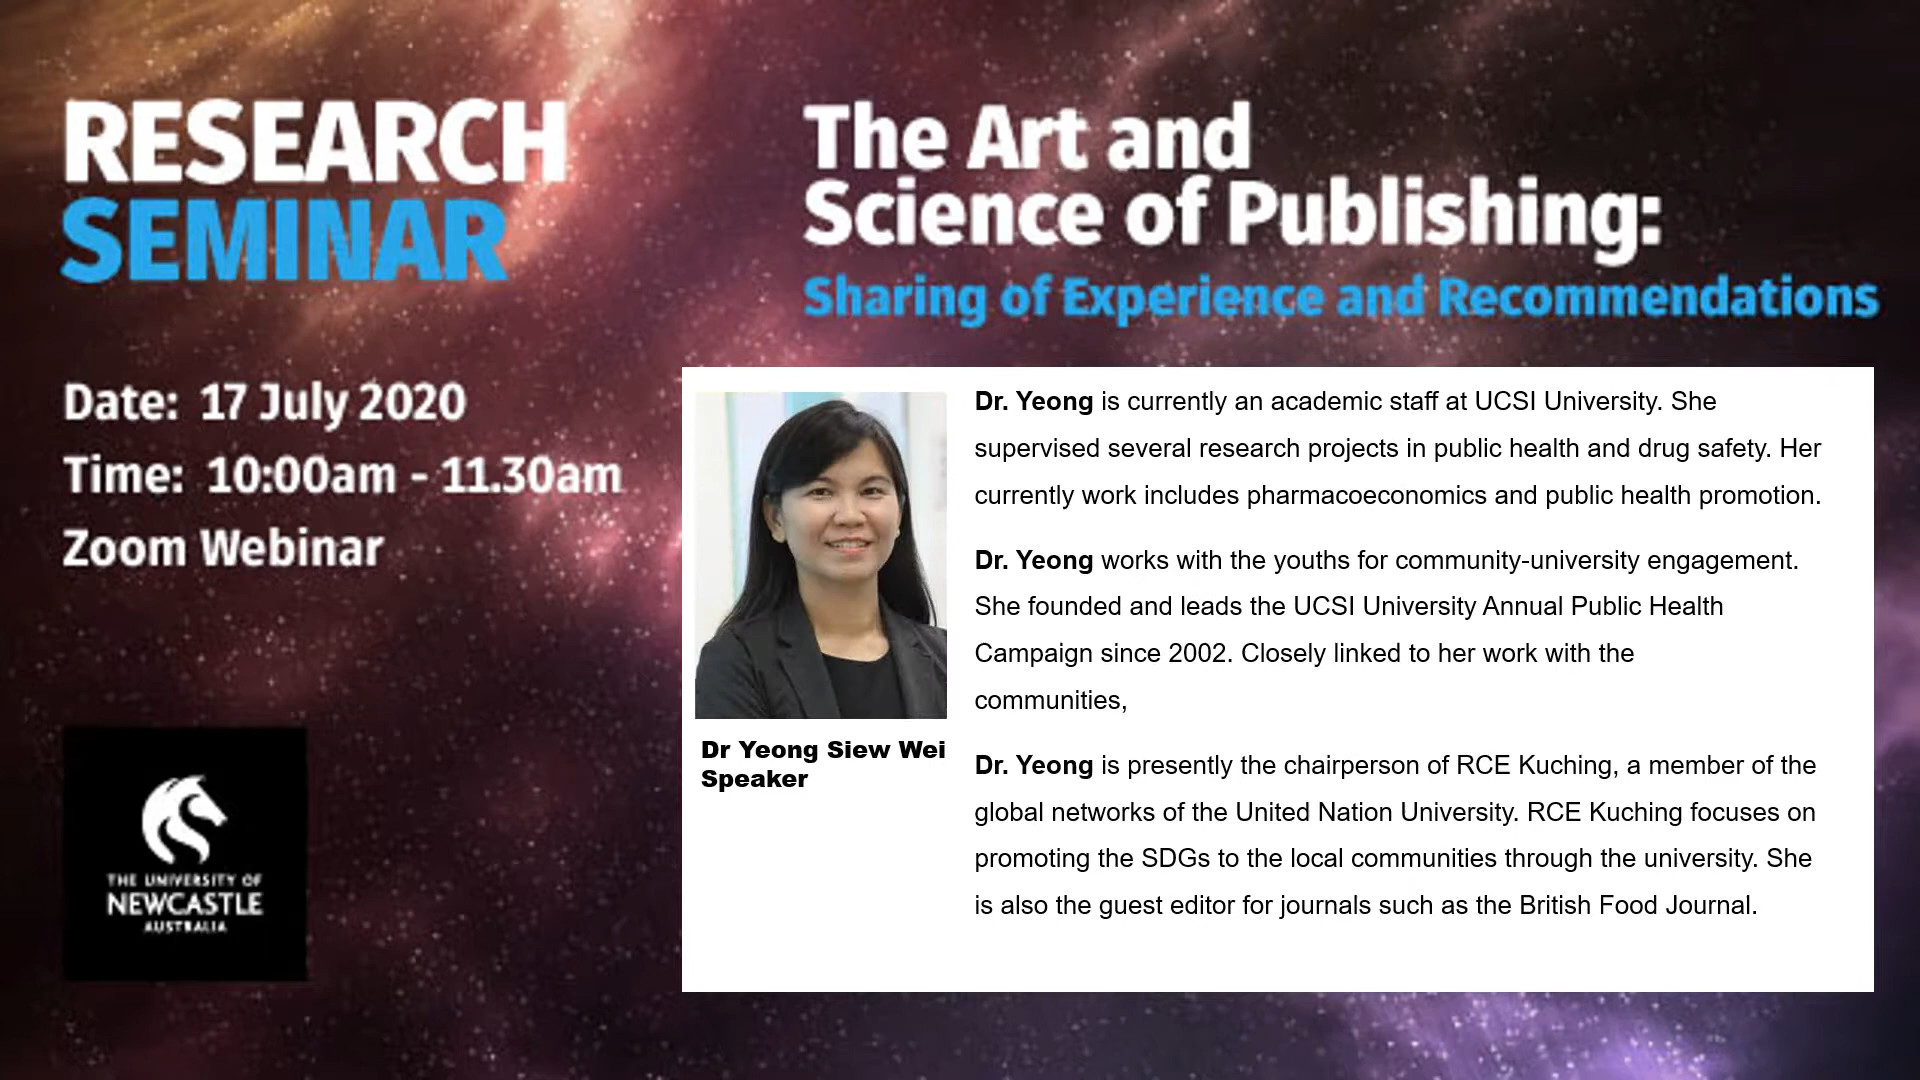 RESEARCH
SEMINAR
The Art and
Science of Publishing:
Sharing of Experience and Recommendations
Date: 17 July 2020
Time: 10:00am - 11.30am
Zoom Webinar
THE UNIVERSITY OF
NEWCASTLE
AUSTRALIA
Dr Yeong Siew Wei
Speaker
Dr. Yeong is currently an academic staff at UCSI University. She
supervised several research projects in public health and drug safety. Her
currently work includes pharmacoeconomics and public health promotion.
Dr. Yeong works with the youths for community-university engagement.
She founded and leads the UCSI University Annual Public Health
Campaign since 2002. Closely linked to her work with the
communities,
Dr. Yeong is presently the chairperson of RCE Kuching, a member of the
global networks of the United Nation University. RCE Kuching focuses on
promoting the SDGs to the local communities through the university. She
is also the guest editor for journals such as the British Food Journal.